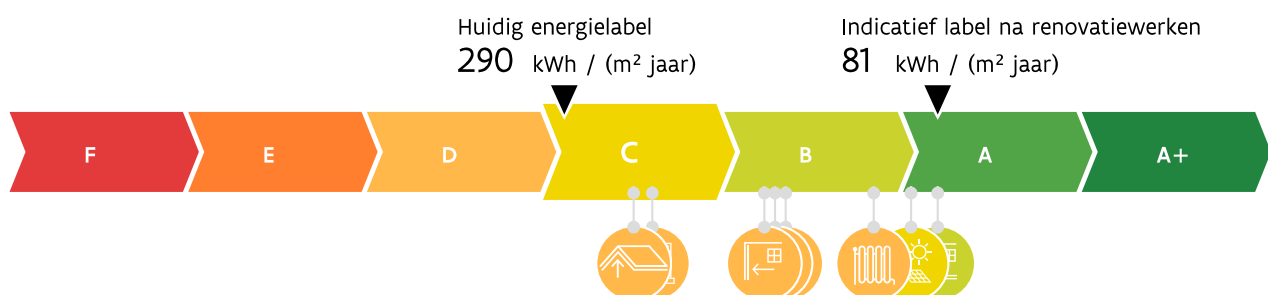 Huidig energielabel
290 kWh / (m² jaar)
Indicatief label na renovatiewerken
81 kWh / (m² jaar)
F
E
D
C
B
A
A+